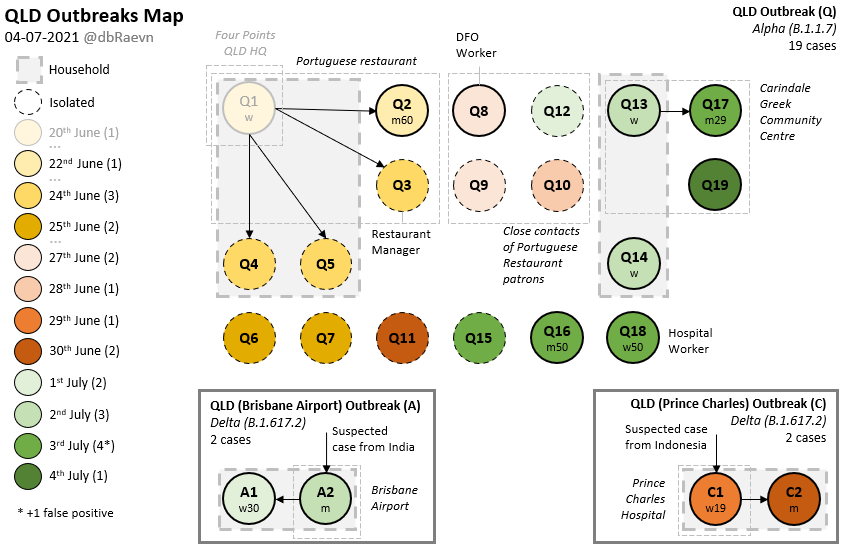 QLD Outbreaks Map
04-07-2021 @dbRaevn
Household
Isolated
20th June (1)
...
22nd June (1)
...
24th June (3)
25th June (2)
...
27th June (2)
28th June (1)
29th June (1)
30th June (2)
1st July (2)
2nd July (3)
3rd July (4*)
4th July (1)
* +1 false positive
Four Points
QLD HQ
Portuguese restaurant
DFO
Worker
QLD Outbreak (Q)
Alpha (B.1.1.7)
19 cases
Q1
w
Q2
m60
Q3
Restaurant
Manager
Q4
Q5
Q8
Q12
Q9
Q10
Close contacts
of Portuguese
Restaurant
patrons
Q13
w
Q17
m29
Q19
Q14
w
Carindale
Greek
Community
Centre
Q6
Q7
Q11
Q15
Q16
m50
Q18
w50
Hospital
Worker
QLD (Brisbane Airport) Outbreak (A)
Delta (B.1.617.2)
2 cases
Suspected
case from India
A1
w30
A2
m
Brisbane
Airport
QLD (Prince Charles) Outbreak (C)
Delta (B.1.617.2)
2 cases
Suspected case
from Indonesia
Prince
Charles
Hospital
C1
w19
C2
m